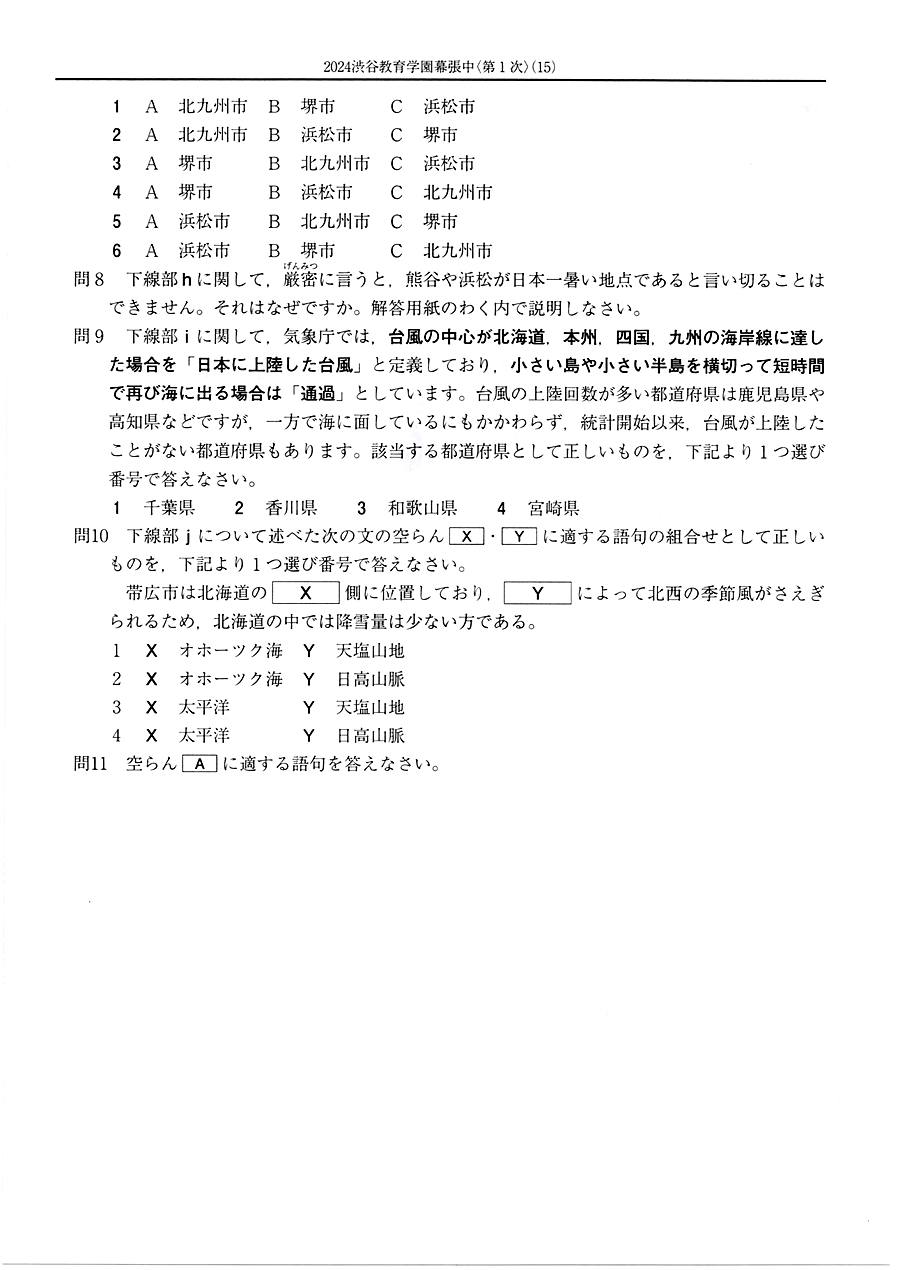 2024渋谷教育学園幕張中〈第1次〉(15)
1 A 北九州市 B 堺市 C 浜松市
2 A 北九州市 B 浜松市 C 堺市
3 A 堺市 B 北九州市 C 浜松市
4 A 堺市 B 浜松市 C 北九州市
5 A 浜松市 B 北九州市 C 堺市
6 A 浜松市 B 堺市 C 北九州市
げんみつ
問8 下線部hに関して，厳密に言うと，熊谷や浜松が日本一暑い地点であると言い切ることは
できません。それはなぜですか。解答用紙のわく内で説明しなさい。
問9 下線部iに関して，気象庁では，台風の中心が北海道，本州，四国，九州の海岸線に達し
た場合を「日本に上陸した台風」と定義しており，小さい島や小さい半島を横切って短時間
で再び海に出る場合は「通過」としています。台風の上陸回数が多い都道府県は鹿児島県や
高知県などですが，一方で海に面しているにもかかわらず，統計開始以来，台風が上陸した
ことがない都道府県もあります。該当する都道府県として正しいものを，下記より1つ選び
番号で答えなさい。
1 千葉県 2 香川県 3 和歌山県 4 宮崎県
問10 下線部jについて述べた次の文の空らん X ・ Y に適する語句の組合せとして正しい
ものを，下記より1つ選び番号で答えなさい。
帯広市は北海道の X 側に位置しており， Y によって北西の季節風がさえぎ
られるため，北海道の中では降雪量は少ない方である。
1 X オホーツク海 Y 天塩山地
2 X オホーツク海 Y 日高山脈
3 X 太平洋 Y 天塩山地
4 X 太平洋 Y 日高山脈
問11 空らん A に適する語句を答えなさい。